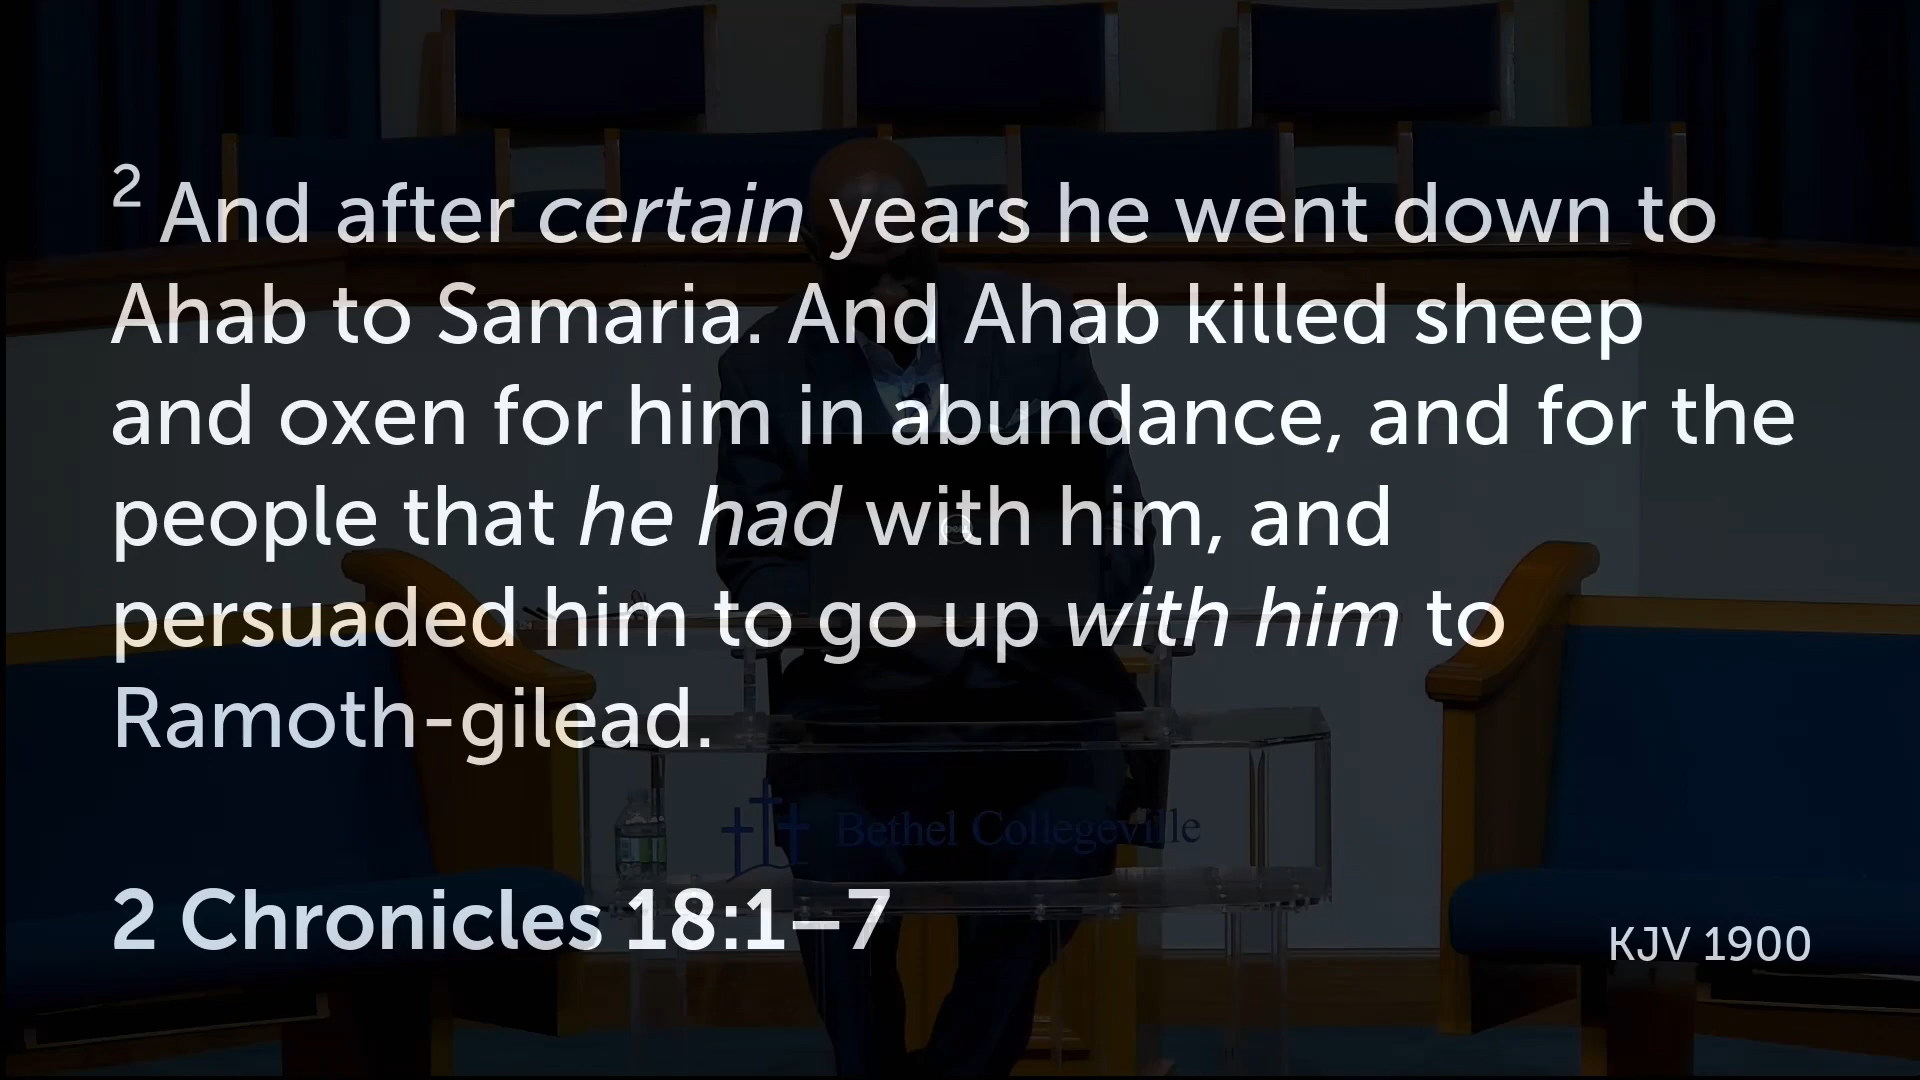 2 And after certain years he went down to
Ahab to Samaria. And Ahab killed sheep
and oxen for him in abundance, and for the
people that he had with him, and
persuaded him to go up with him to
Ramoth-gilead.
Bethel Collegeville
2 Chronicles 18:1–7
KJV 1900